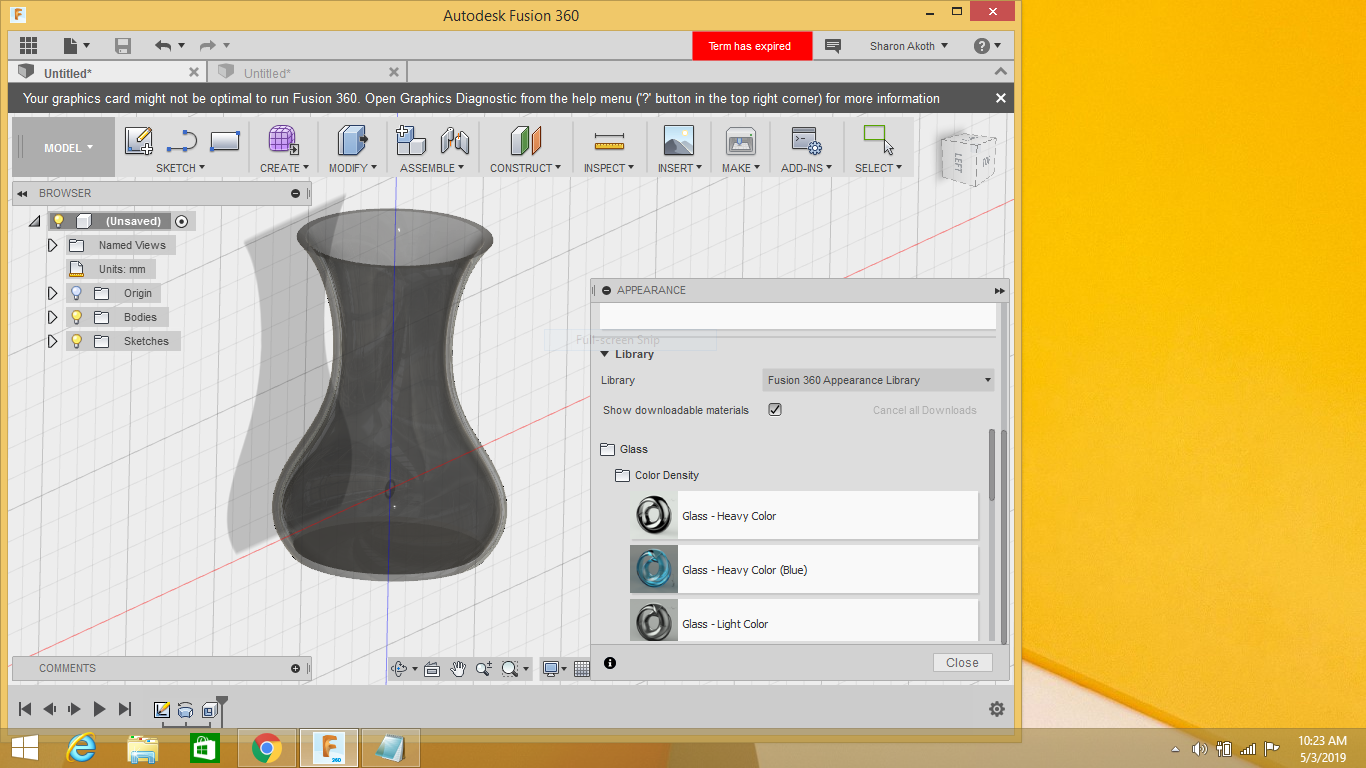 Autodesk Fusion 360
Term has expired
Sharon Akoth
Untitled*
Untitled*
Your graphics card might not be optimal to run Fusion 360. Open Graphics Diagnostic from the help menu ('?' button in the top right corner) for more information
MODEL
SKETCH
CREATE
MODIFY
ASSEMBLE
CONSTRUCT
INSPECT
INSERT
MAKE
ADD-INS
SELECT
LEFT
BROWSER
(Unsaved)
Named Views
Units: mm
Origin
Bodies
Sketches
APPEARANCE
Full-screen Snip
Library
Library
Fusion 360 Appearance Library
Show downloadable materials
Cancel all Downloads
Glass
Color Density
Glass - Heavy Color
Glass - Heavy Color (Blue)
Glass - Light Color
Close
COMMENTS
360
10:23 AM
5/3/2019